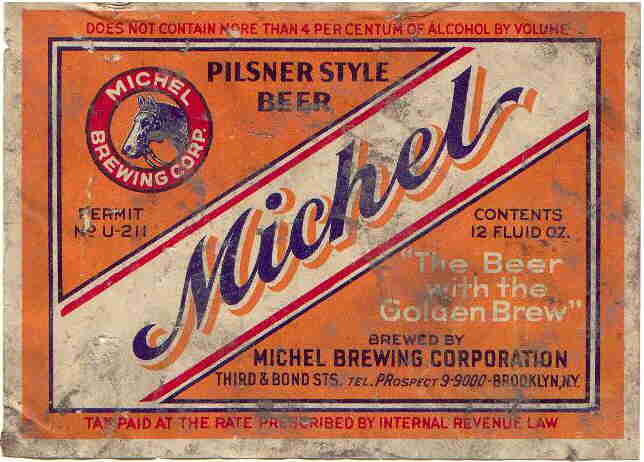 DOES NOT CONTAIN MORE THAN 4 PER CENTUM OF ALCOHOL BY VOLUME
PILSNER STYLE
BEER
MICHEL
BREWING CORP.
PERMIT
Nº U-211
Michel
CONTENTS
12 FLUID OZ.
"The Beer
with the
Golden Brew"
BREWED BY
MICHEL BREWING CORPORATION
THIRD & BOND STS. TEL. PROSPECT 9-9000-BROOKLYN, N.Y.
TAX PAID AT THE RATE PRESCRIBED BY INTERNAL REVENUE LAW